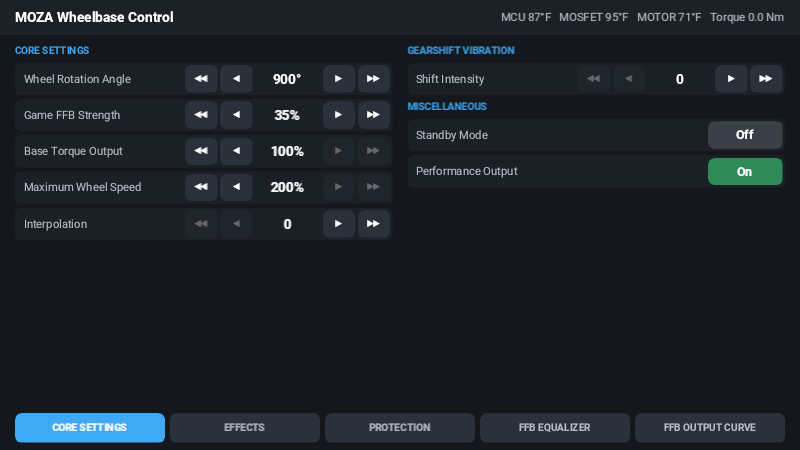 MOZA Wheelbase Control
MCU 87°F MOSFET 95°F MOTOR 71°F Torque 0.0 Nm
CORE SETTINGS
Wheel Rotation Angle 900°
Game FFB Strength 35%
Base Torque Output 100%
Maximum Wheel Speed 200%
Interpolation 0
GEARSHIFT VIBRATION
Shift Intensity 0
MISCELLANEOUS
Standby Mode Off
Performance Output On
CORE SETTINGS EFFECTS PROTECTION FFB EQUALIZER FFB OUTPUT CURVE